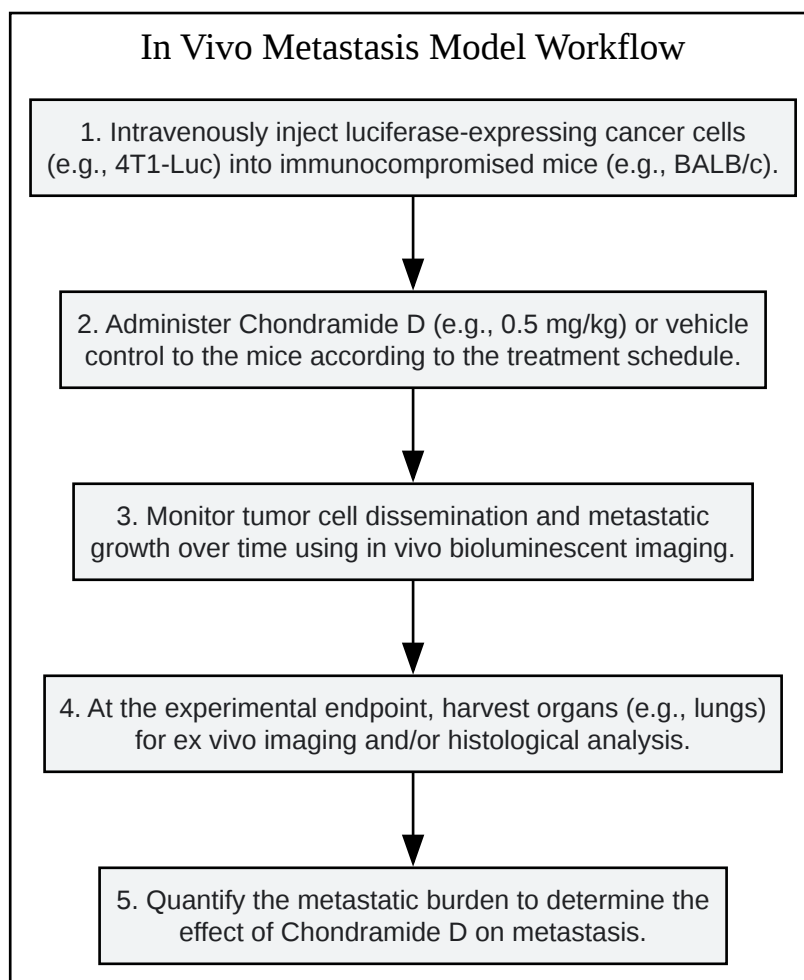 In Vivo Metastasis Model Workflow
1. Intravenously inject luciferase-expressing cancer cells
(e.g., 4T1-Luc) into immunocompromised mice (e.g., BALB/c).
2. Administer Chondramide D (e.g., 0.5 mg/kg) or vehicle
control to the mice according to the treatment schedule.
3. Monitor tumor cell dissemination and metastatic
growth over time using in vivo bioluminescent imaging.
4. At the experimental endpoint, harvest organs (e.g., lungs)
for ex vivo imaging and/or histological analysis.
5. Quantify the metastatic burden to determine the
effect of Chondramide D on metastasis.